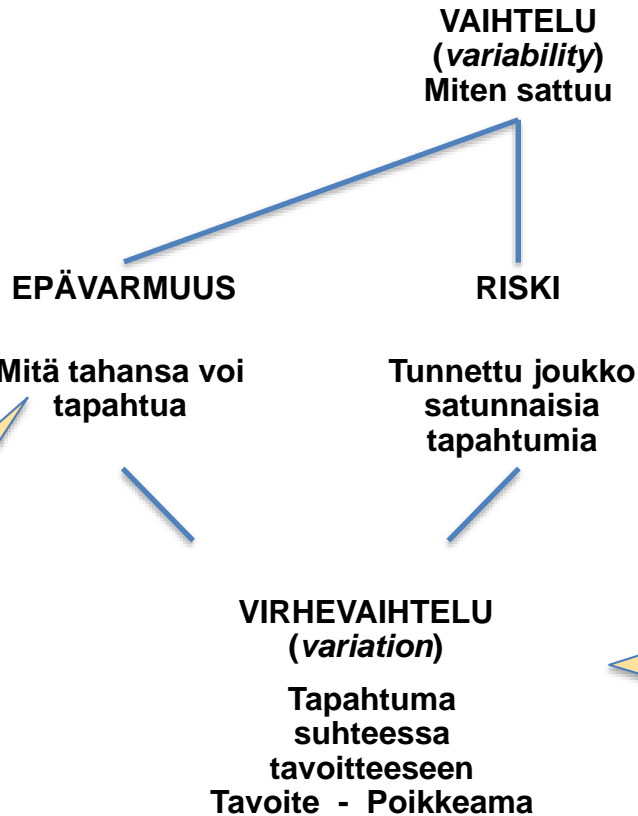 VAIHTELU
(variability)
Miten sattuu
EPÄVARMUUS
RISKI
Mitä tahansa voi
tapahtua
Tunnettu joukko
satunnaisia
tapahtumia
VIRHEVAIHTELU
(variation)
Tapahtuma
suhteessa
tavoitteeseen
Tavoite - Poikkeama